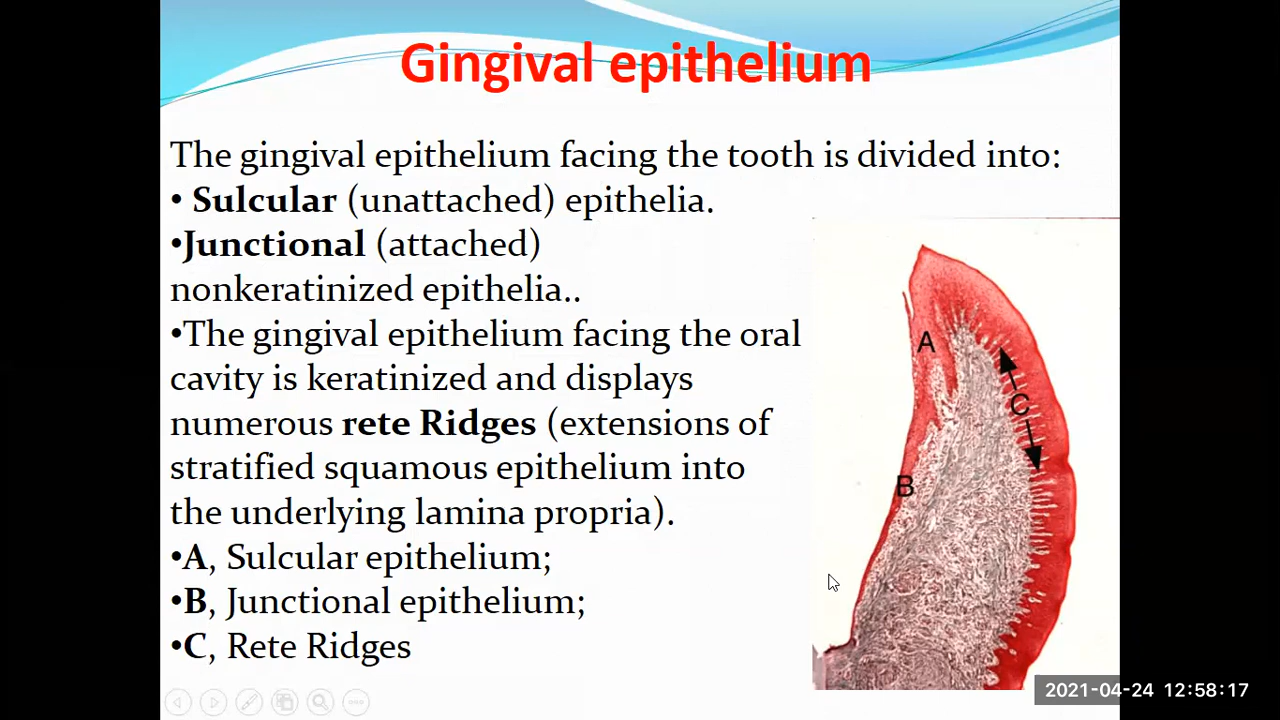 Gingival epithelium
The gingival epithelium facing the tooth is divided into:
• Sulcular (unattached) epithelia.
•Junctional (attached)
nonkeratinized epithelia..
•The gingival epithelium facing the oral
cavity is keratinized and displays
numerous rete Ridges (extensions of
stratified squamous epithelium into
the underlying lamina propria).
•A, Sulcular epithelium;
•B, Junctional epithelium;
•C, Rete Ridges
A
C
B
2021-04-24 12:58:17